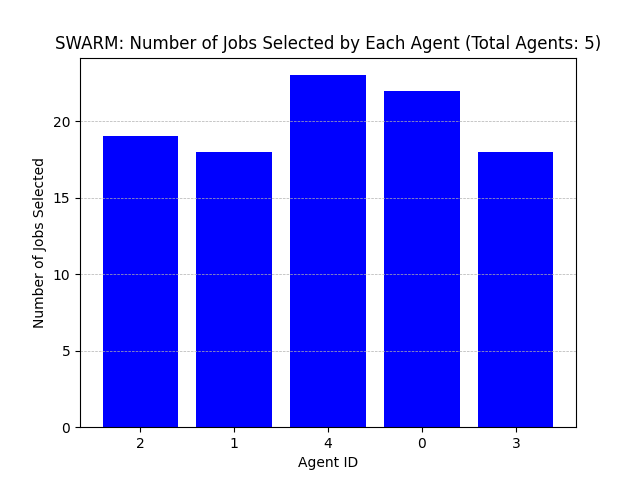 SWARM: Number of Jobs Selected by Each Agent (Total Agents: 5)
Number of Jobs Selected
20
15
10
5
0
2 1 4 0 3
Agent ID